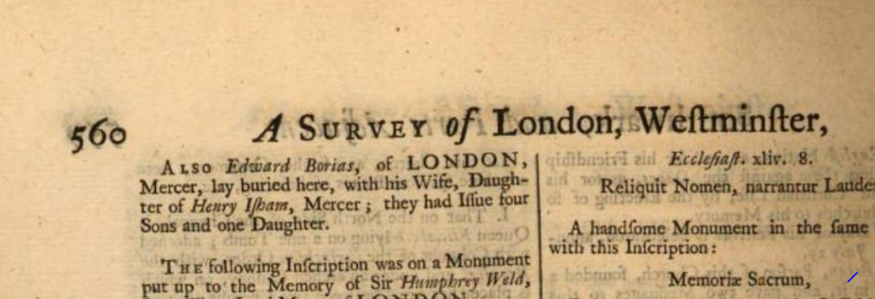 560
A SURVEY of London, Weſtminſter,
ALSO Edward Borias, of LONDON,
Mercer, lay buried here, with his Wife, Daugh-
ter of Henry Iſham, Mercer; they had Iſſue four
Sons and one Daughter.
THE following Inſcription was on a Monument
put up to the Memory of Sir Humphrey Weld,
LONDON
Eccleſiaſt. xliv. 8.
Reliquit Nomen, narrantur Laude
A handſome Monument in the ſame
with this Inſcription:
Memoriæ Sacrum,